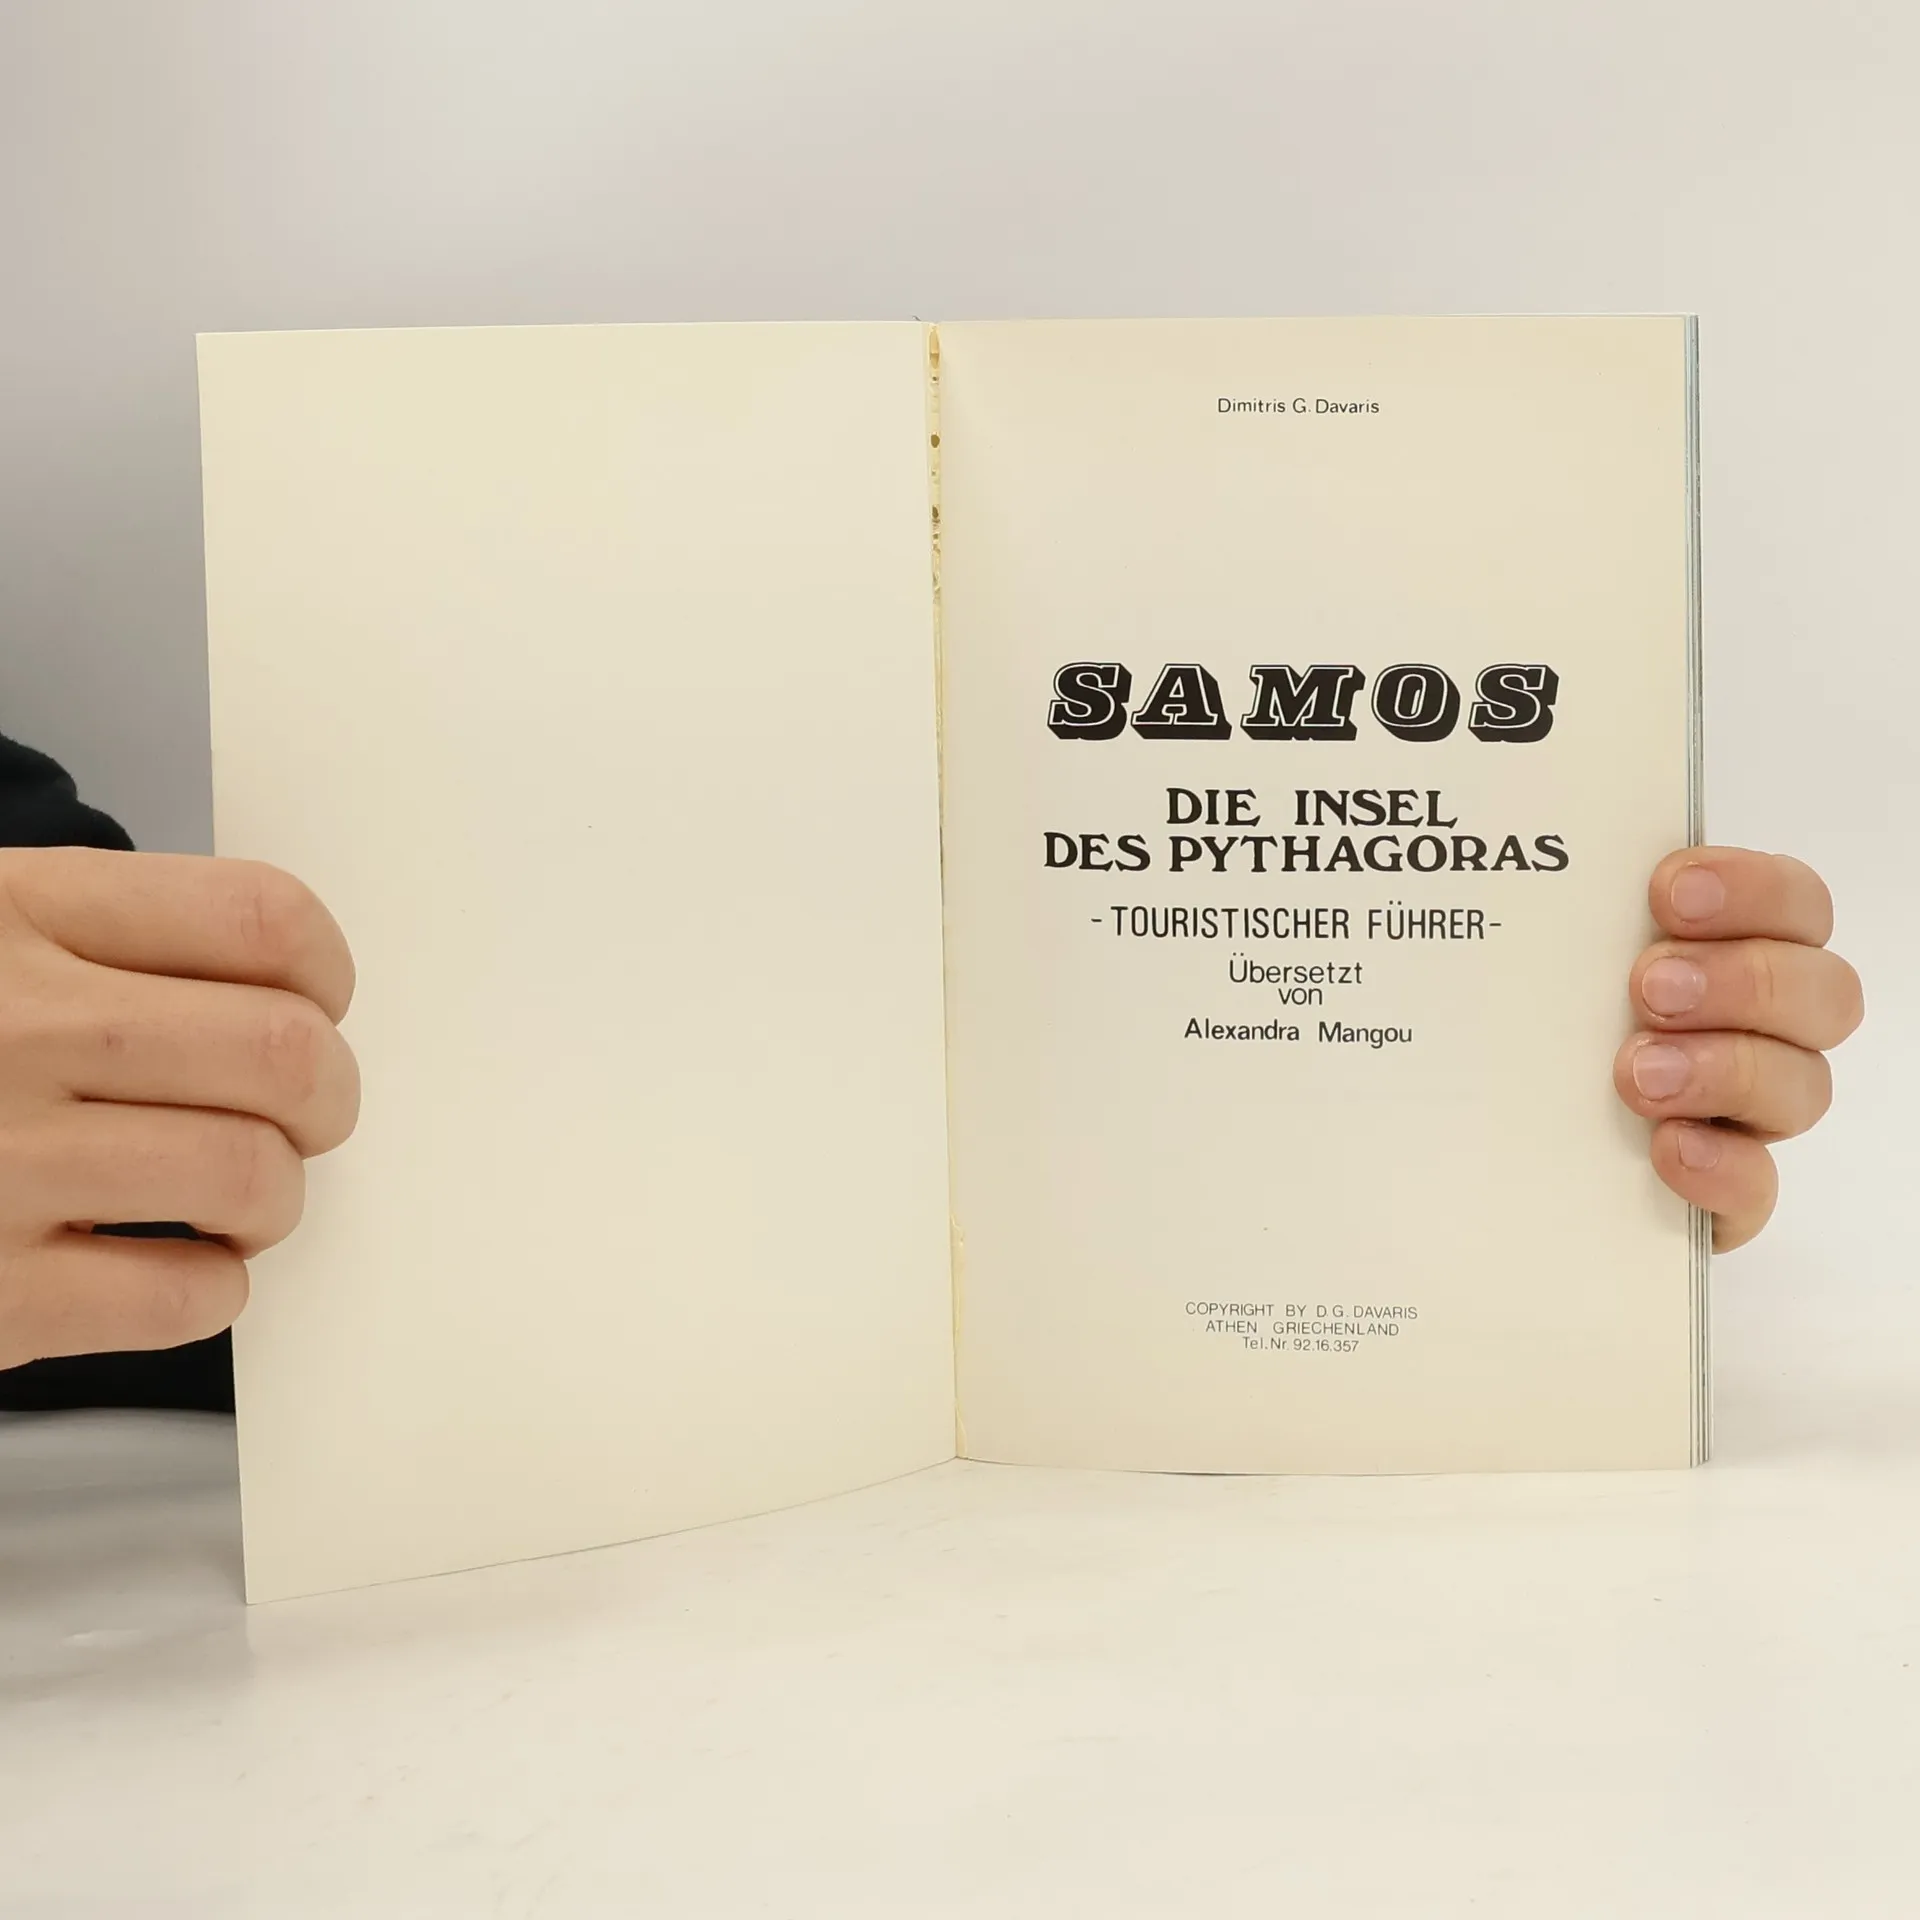 Dimitris G. Davaris
SAMOS
DIE INSEL
DES PYTHAGORAS
- TOURISTISCHER FÜHRER-
Übersetzt
von
Alexandra Mangou
COPYRIGHT BY D.G. DAVARIS
ATHEN GRIECHENLAND
Tel.Nr. 92.16.357